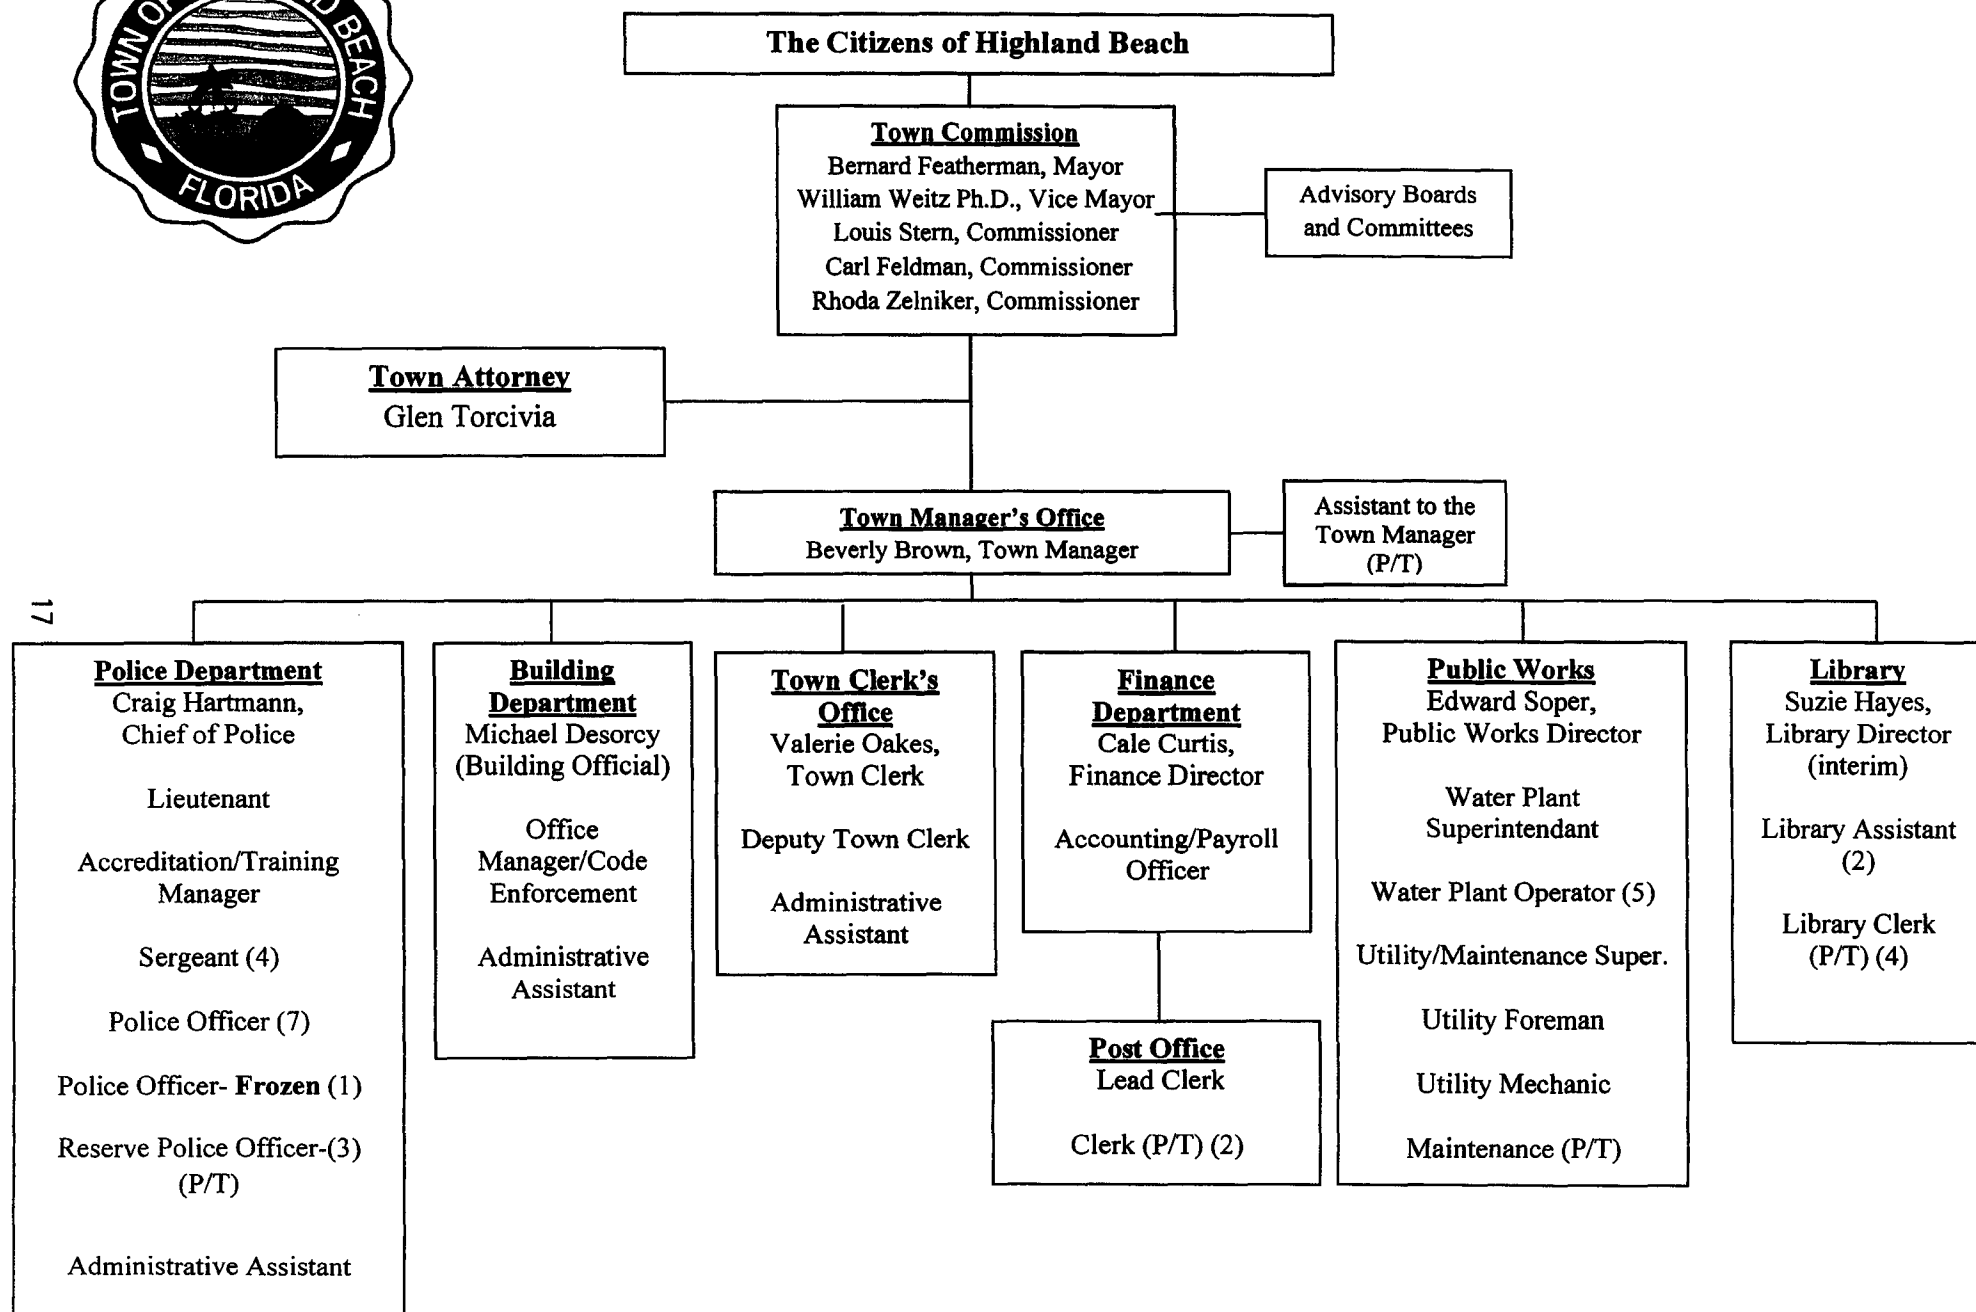 TOWN OF
D BEACH
FLORIDA
The Citizens of Highland Beach
Town Commission
Bernard Featherman, Mayor
William Weitz Ph.D., Vice Mayor
Louis Stern, Commissioner
Carl Feldman, Commissioner
Rhoda Zelniker, Commissioner
Advisory Boards
and Committees
Town Attorney
Glen Torcivia
Town Manager's Office
Beverly Brown, Town Manager
Assistant to the
Town Manager
(P/T)
17
Police Department
Craig Hartmann,
Chief of Police
Lieutenant
Accreditation/Training
Manager
Sergeant (4)
Police Officer (7)
Police Officer- Frozen (1)
Reserve Police Officer-(3)
(P/T)
Administrative Assistant
Building
Department
Michael Desorcy
(Building Official)
Office
Manager/Code
Enforcement
Administrative
Assistant
Town Clerk's
Office
Valerie Oakes,
Town Clerk
Deputy Town Clerk
Administrative
Assistant
Finance
Department
Cale Curtis,
Finance Director
Accounting/Payroll
Officer
Post Office
Lead Clerk
Clerk (P/T) (2)
Public Works
Edward Soper,
Public Works Director
Water Plant
Superintendant
Water Plant Operator (5)
Utility/Maintenance Super.
Utility Foreman
Utility Mechanic
Maintenance (P/T)
Library
Suzie Hayes,
Library Director
(interim)
Library Assistant
(2)
Library Clerk
(P/T) (4)